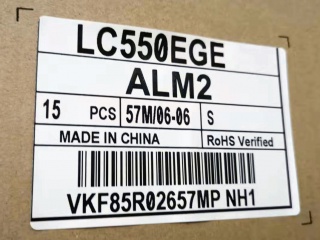 LC550EGE
ALM2
15 PCS 57M/06-06 S
MADE IN CHINA RoHS Verified
VKF85R02657MP NH1